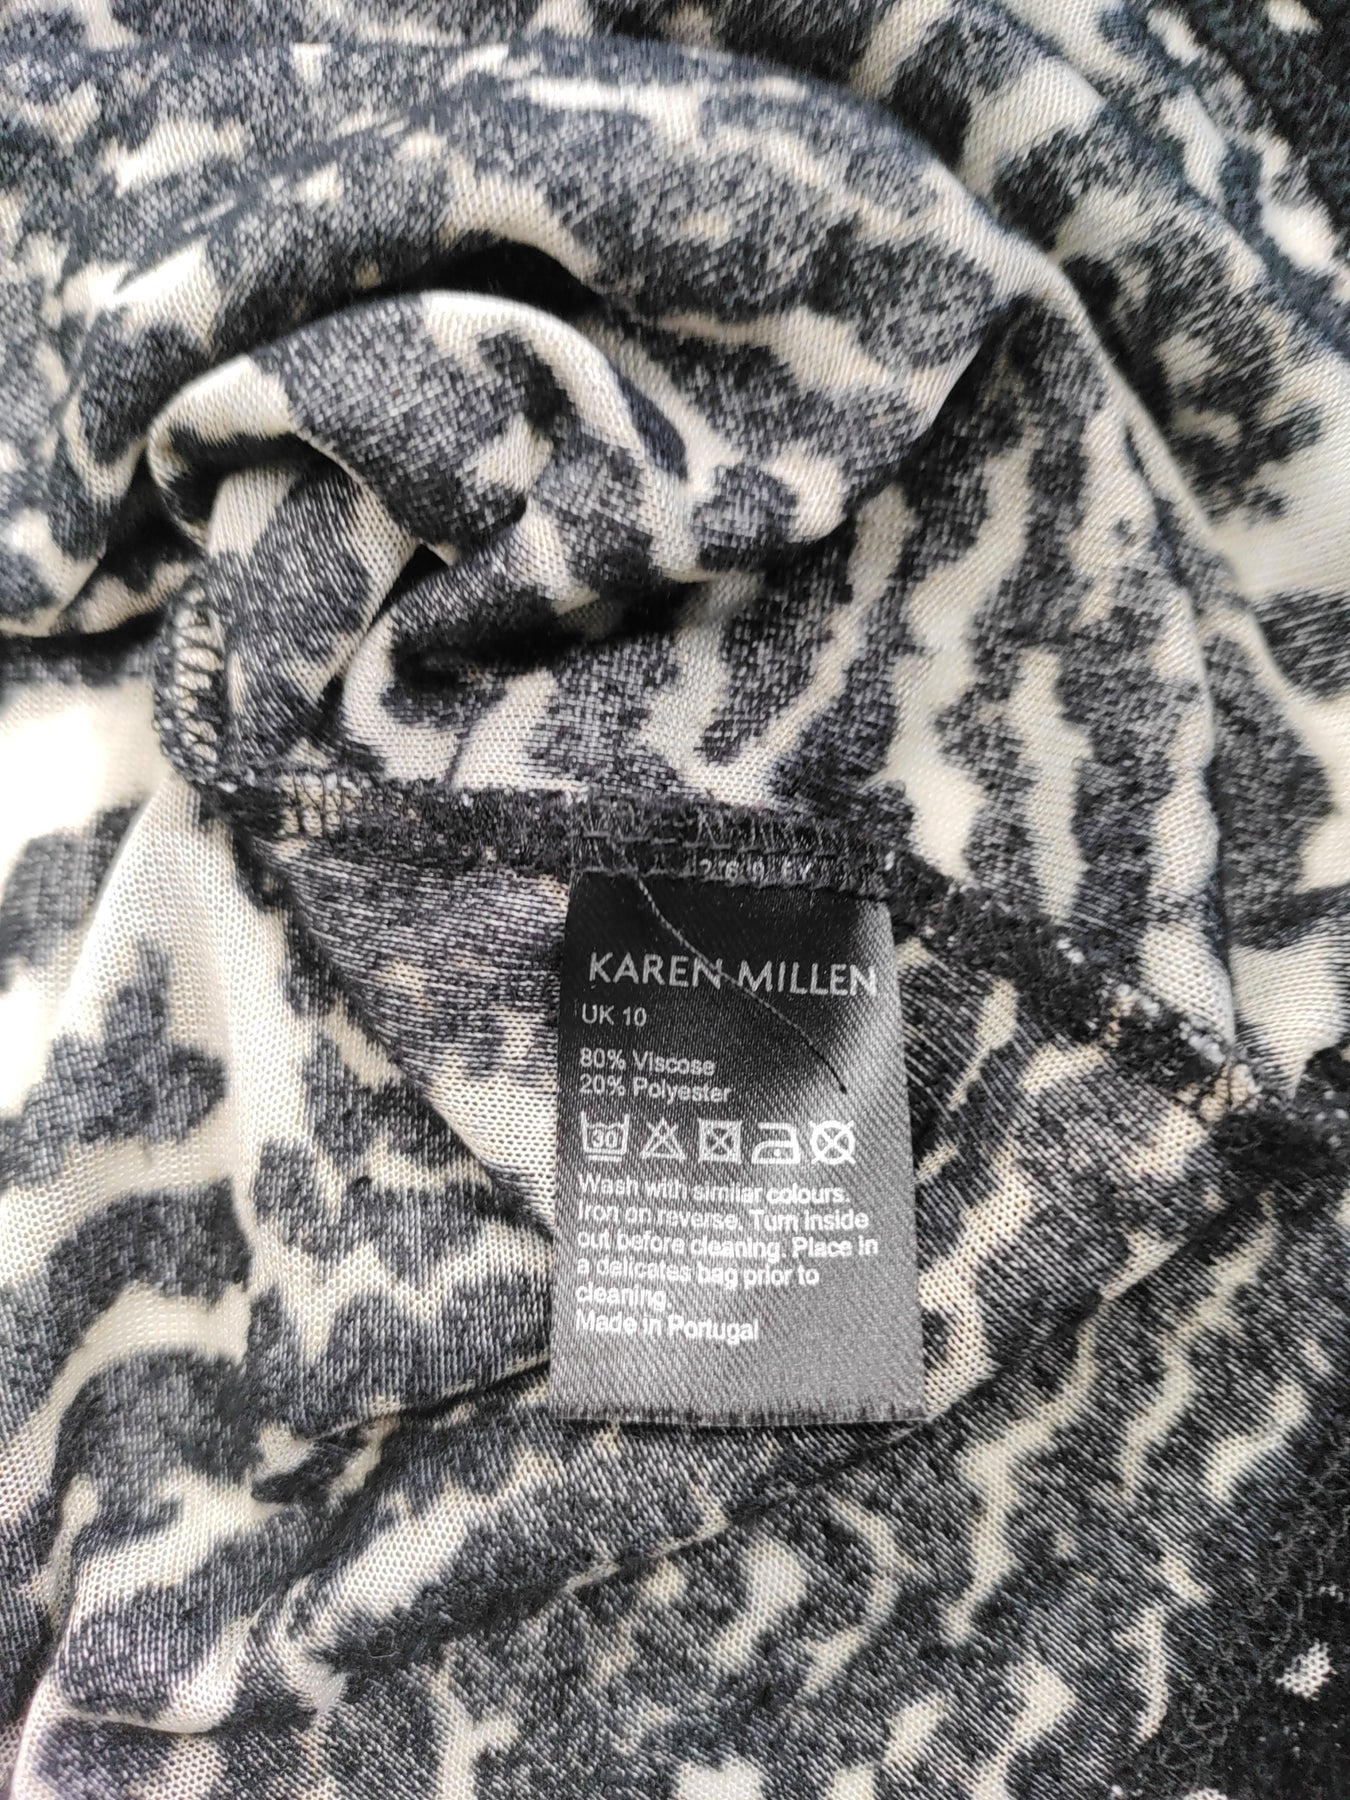 KAREN MILLEN
UK 10
80% Viscose
20% Polyester
30
Wash with similar colours.
Iron on reverse. Turn inside
out before cleaning. Place in
a delicates bag prior to
cleaning.
Made in Portugal